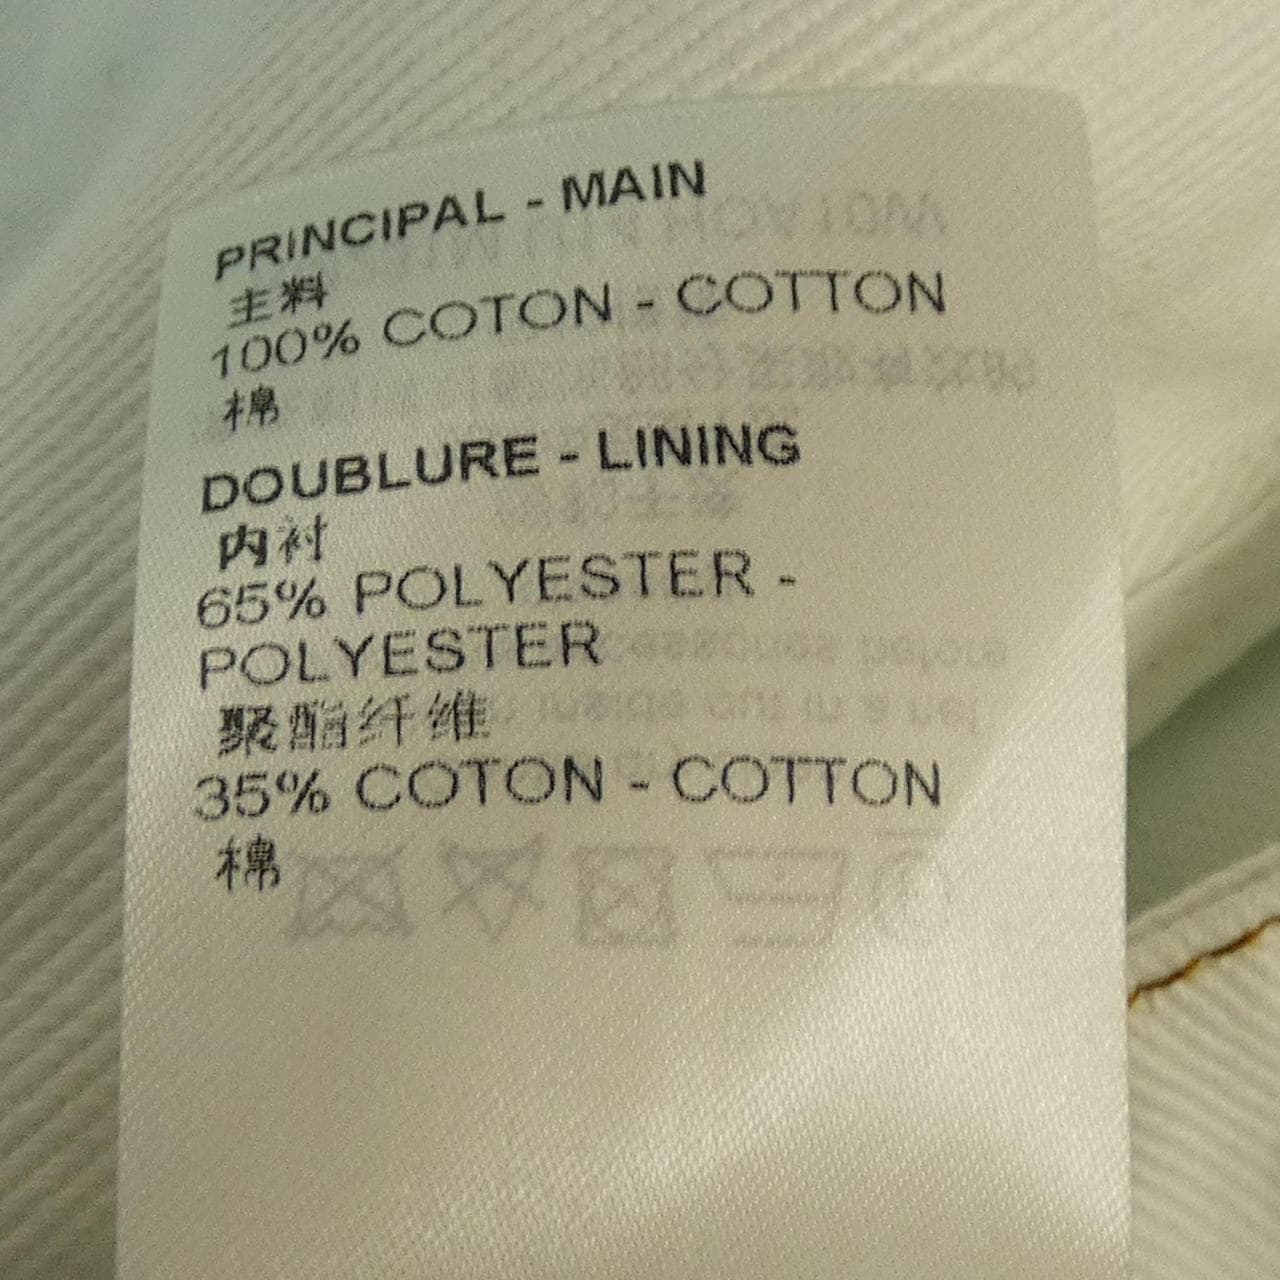 PRINCIPAL - MAIN
主料
100% COTON - COTTON
棉
DOUBLURE - LINING
内衬
65% POLYESTER -
POLYESTER
聚酯纤维
35% COTON - COTTON
棉